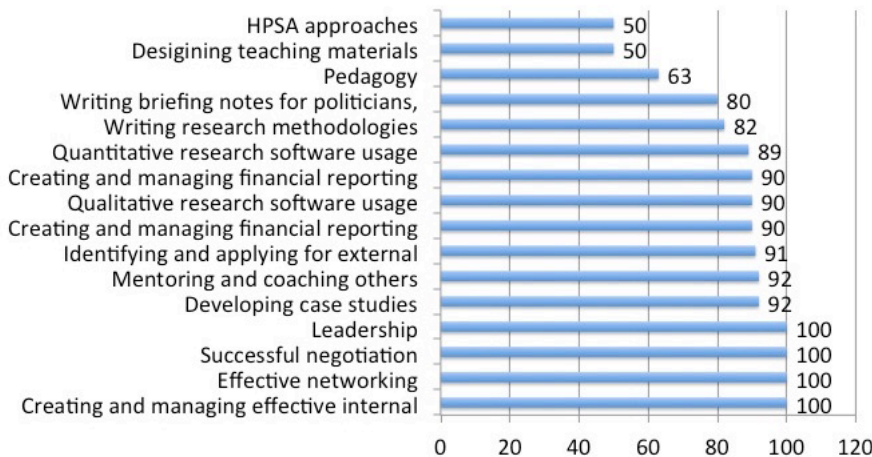 HPSA approaches 50
Desigining teaching materials 50
Pedagogy 63
Writing briefing notes for politicians, 80
Writing research methodologies 82
Quantitative research software usage 89
Creating and managing financial reporting 90
Qualitative research software usage 90
Creating and managing financial reporting 90
Identifying and applying for external 91
Mentoring and coaching others 92
Developing case studies 92
Leadership 100
Successful negotiation 100
Effective networking 100
Creating and managing effective internal 100
0 20 40 60 80 100 120